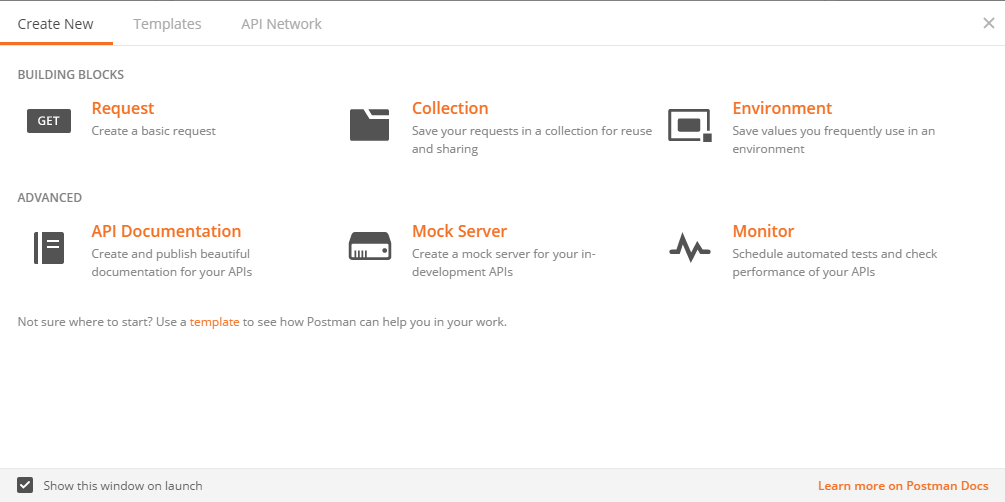 Create New Templates API Network
BUILDING BLOCKS
GET
Request
Create a basic request
Collection
Save your requests in a collection for reuse
and sharing
Environment
Save values you frequently use in an
environment
ADVANCED
API Documentation
Create and publish beautiful
documentation for your APIs
Mock Server
Create a mock server for your in-
development APIs
Monitor
Schedule automated tests and check
performance of your APIs
Not sure where to start? Use a template to see how Postman can help you in your work.
Show this window on launch
Learn more on Postman Docs